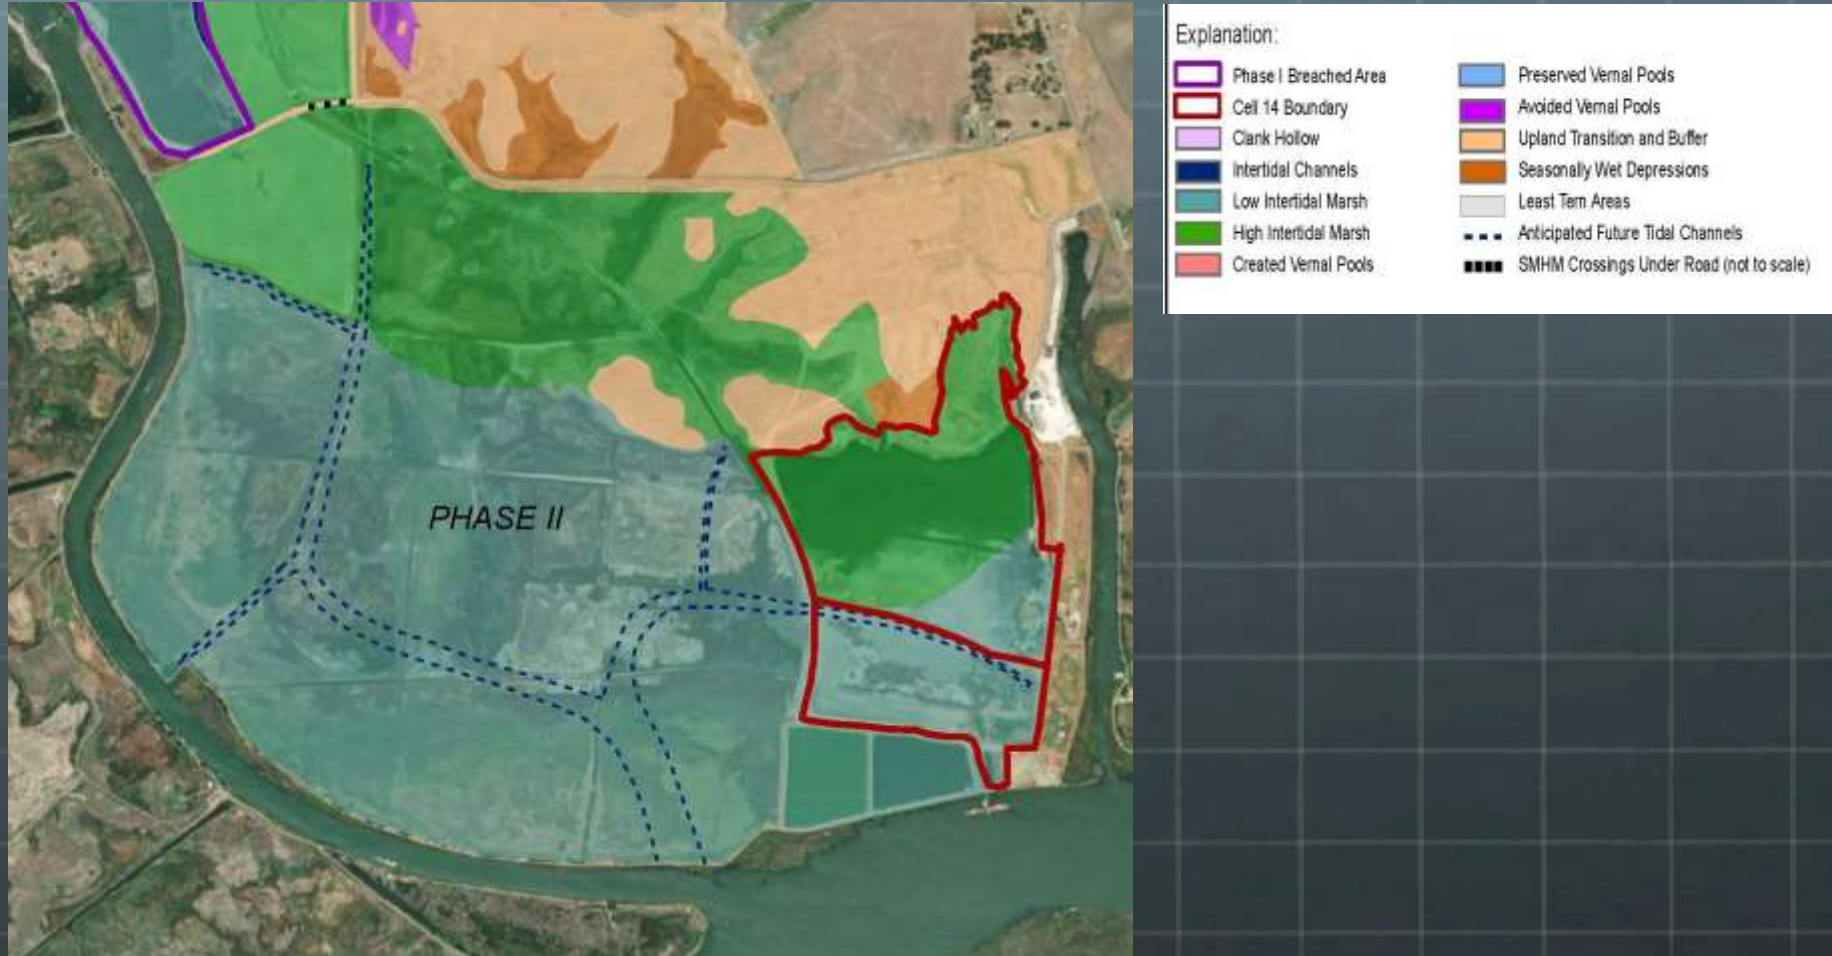 PHASE II
Explanation:
Phase I Breached Area
Cell 14 Boundary
Clank Hollow
Intertidal Channels
Low Intertidal Marsh
High Intertidal Marsh
Created Vernal Pools
Preserved Vernal Pools
Avoided Vernal Pools
Upland Transition and Buffer
Seasonally Wet Depressions
Least Tern Areas
Anticipated Future Tidal Channels
SMHM Crossings Under Road (not to scale)